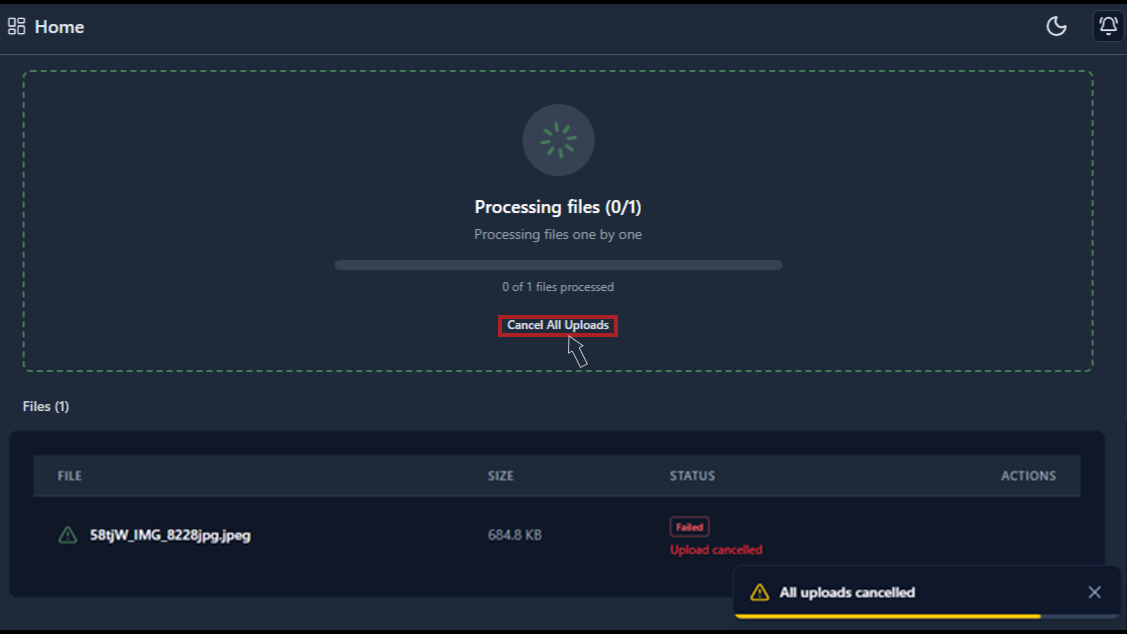 Home
Processing files (0/1)
Processing files one by one
0 of 1 files processed
Cancel All Uploads
Files (1)
FILE SIZE STATUS ACTIONS
58tjW_IMG_8228jpg.jpeg 684.8 KB Failed
Upload cancelled
All uploads cancelled